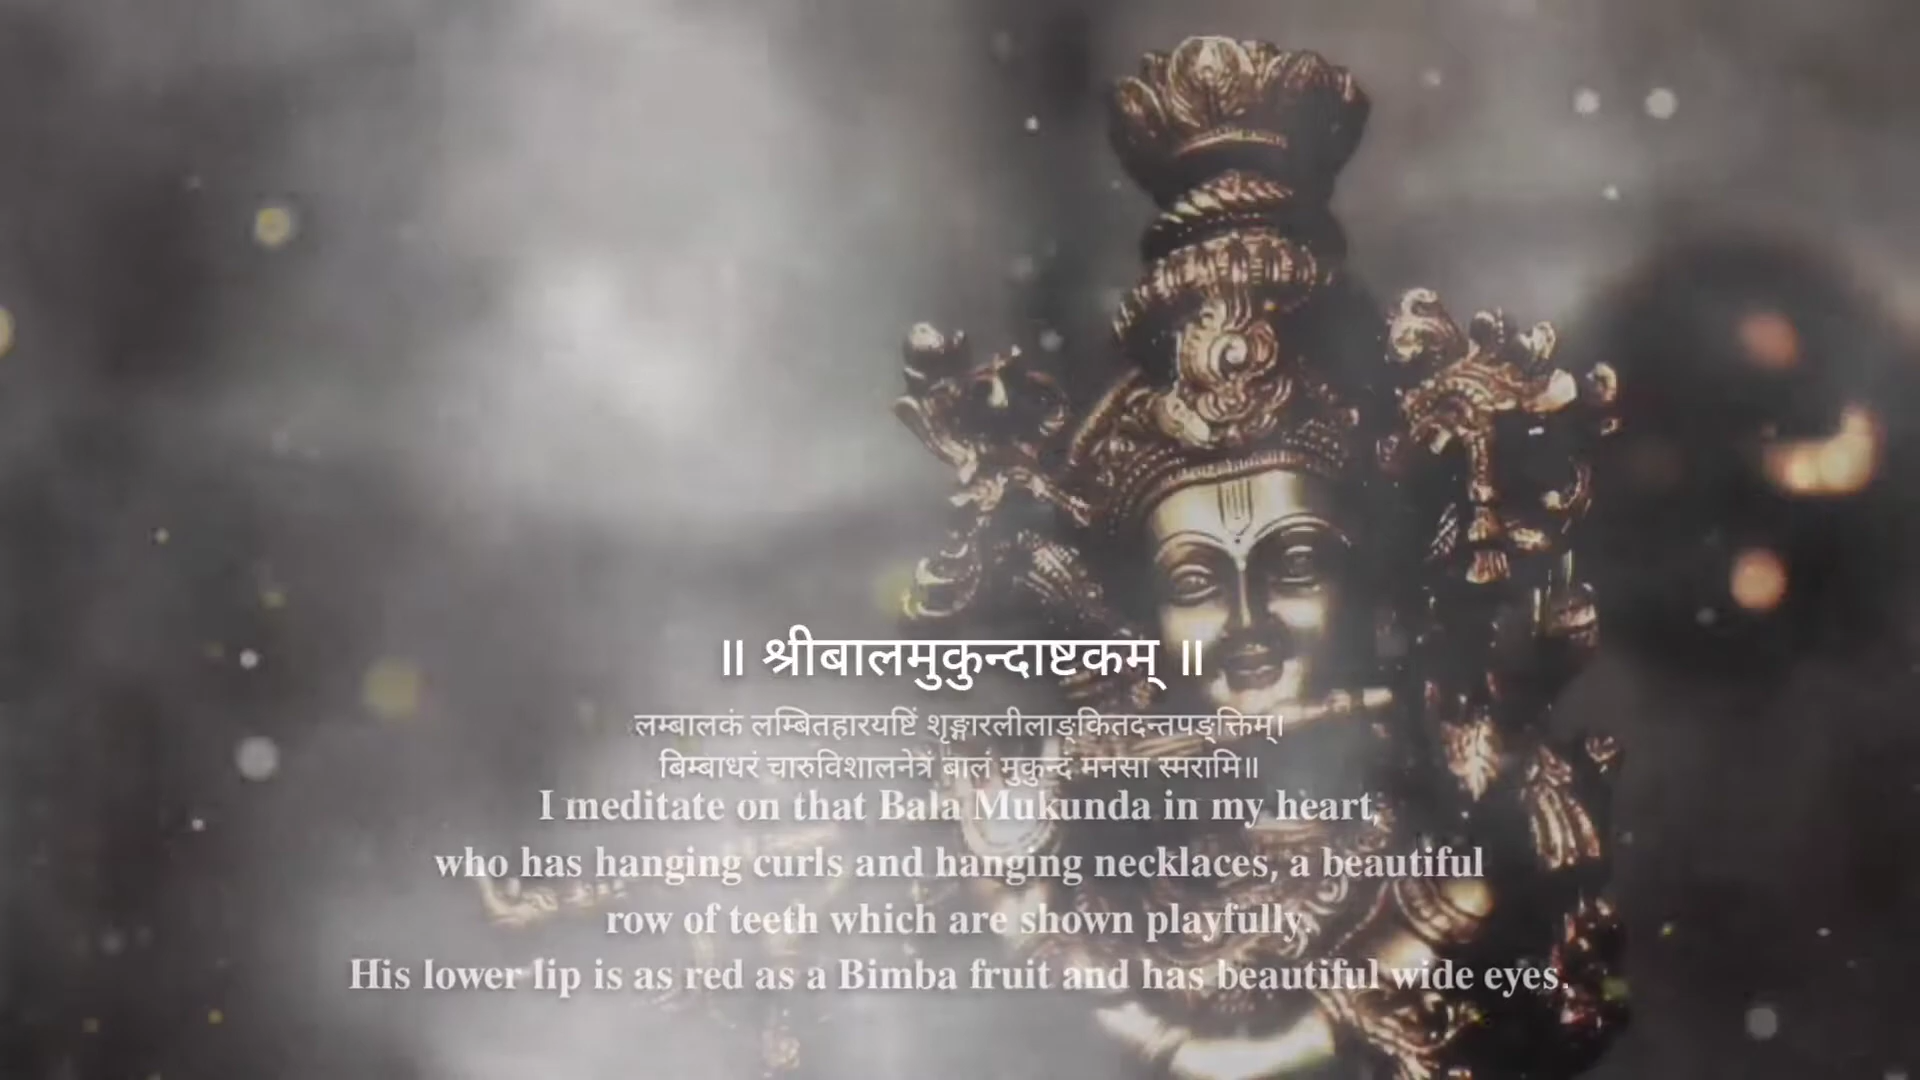 ॥ श्रीबालमुकुन्दाष्टकम् ॥
लम्बालकं लम्बितहारयष्टिं शृङ्गारलीलाङ्कितदन्तपङ्क्तिम्।
बिम्बाधरं चारुविशालनेत्रं बालं मुकुन्दं मनसा स्मरामि॥
I meditate on that Bala Mukunda in my heart,
who has hanging curls and hanging necklaces, a beautiful
row of teeth which are shown playfully.
His lower lip is as red as a Bimba fruit and has beautiful wide eyes.